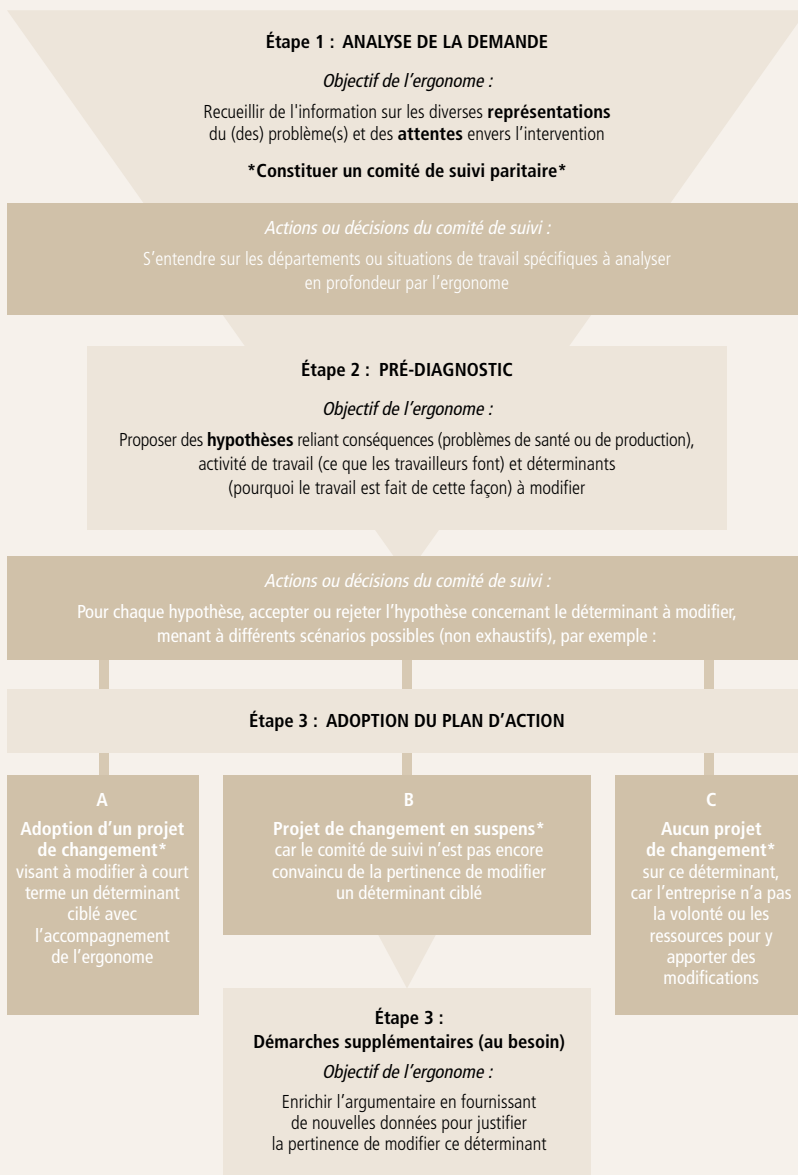 Étape 1 : ANALYSE DE LA DEMANDE
Objectif de l’ergonome :
Recueillir de l'information sur les diverses représentations
du (des) problème(s) et des attentes envers l’intervention
*Constituer un comité de suivi paritaire*
Actions ou décisions du comité de suivi :
S’entendre sur les départements ou situations de travail spécifiques à analyser
en profondeur par l’ergonome
Étape 2 : PRÉ-DIAGNOSTIC
Objectif de l’ergonome :
Proposer des hypothèses reliant conséquences (problèmes de santé ou de production),
activité de travail (ce que les travailleurs font) et déterminants
(pourquoi le travail est fait de cette façon) à modifier
Actions ou décisions du comité de suivi :
Pour chaque hypothèse, accepter ou rejeter l’hypothèse concernant le déterminant à modifier,
menant à différents scénarios possibles (non exhaustifs), par exemple :
Étape 3 : ADOPTION DU PLAN D’ACTION
A
Adoption d’un projet
de changement*
visant à modifier à court
terme un déterminant
ciblé avec
l’accompagnement
de l’ergonome
B
Projet de changement en suspens*
car le comité de suivi n’est pas encore
convaincu de la pertinence de modifier
un déterminant ciblé
C
Aucun projet
de changement*
sur ce déterminant,
car l’entreprise n’a pas
la volonté ou les
ressources pour y
apporter des
modifications
Étape 3 :
Démarches supplémentaires (au besoin)
Objectif de l’ergonome :
Enrichir l’argumentaire en fournissant
de nouvelles données pour justifier
la pertinence de modifier ce déterminant